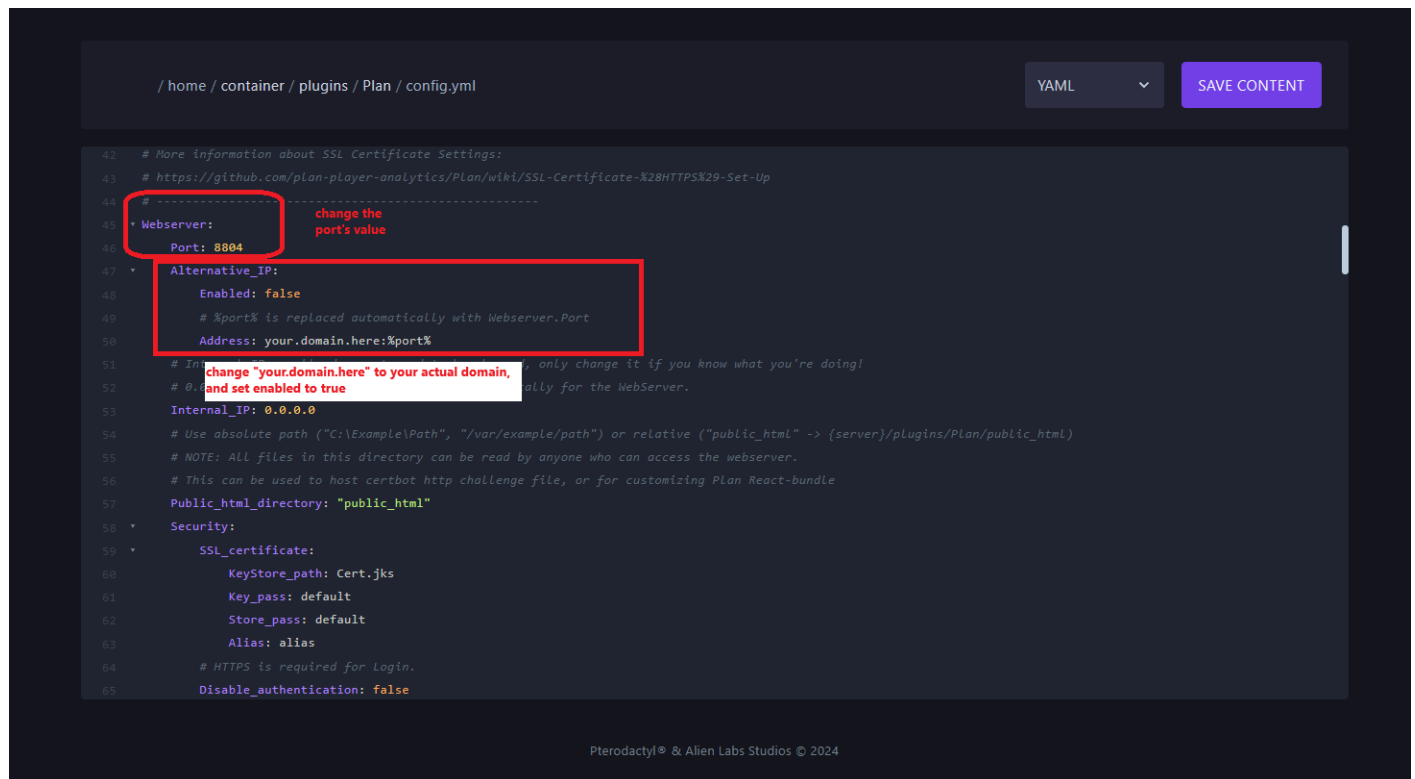 / home / container / plugins / Plan / config.yml
YAML
SAVE CONTENT
42 # More information about SSL Certificate Settings:
43 # https://github.com/plan-player-analytics/Plan/wiki/SSL-Certificate-%28HTTPS%29-Set-Up
44 # -----------------------------------------------------
change the
port's value
45 Webserver:
46 Port: 8804
47 Alternative_IP:
48 Enabled: false
49 # %port% is replaced automatically with Webserver.Port
50 Address: your.domain.here:%port%
51 # only change it if you know what you're doing!
change "your.domain.here" to your actual domain,
and set enabled to true
52 # for the WebServer.
53 Internal_IP: 0.0.0.0
54 # Use absolute path ("C:\Example\Path", "/var/example/path") or relative ("public_html" -> {server}/plugins/Plan/public_html)
55 # NOTE: All files in this directory can be read by anyone who can access the webserver.
56 # This can be used to host certbot http challenge file, or for customizing Plan React-bundle
57 Public_html_directory: "public_html"
58 Security:
59 SSL_certificate:
60 KeyStore_path: Cert.jks
61 Key_pass: default
62 Store_pass: default
63 Alias: alias
64 # HTTPS is required for Login.
65 Disable_authentication: false
Pterodactyl® & Alien Labs Studios © 2024